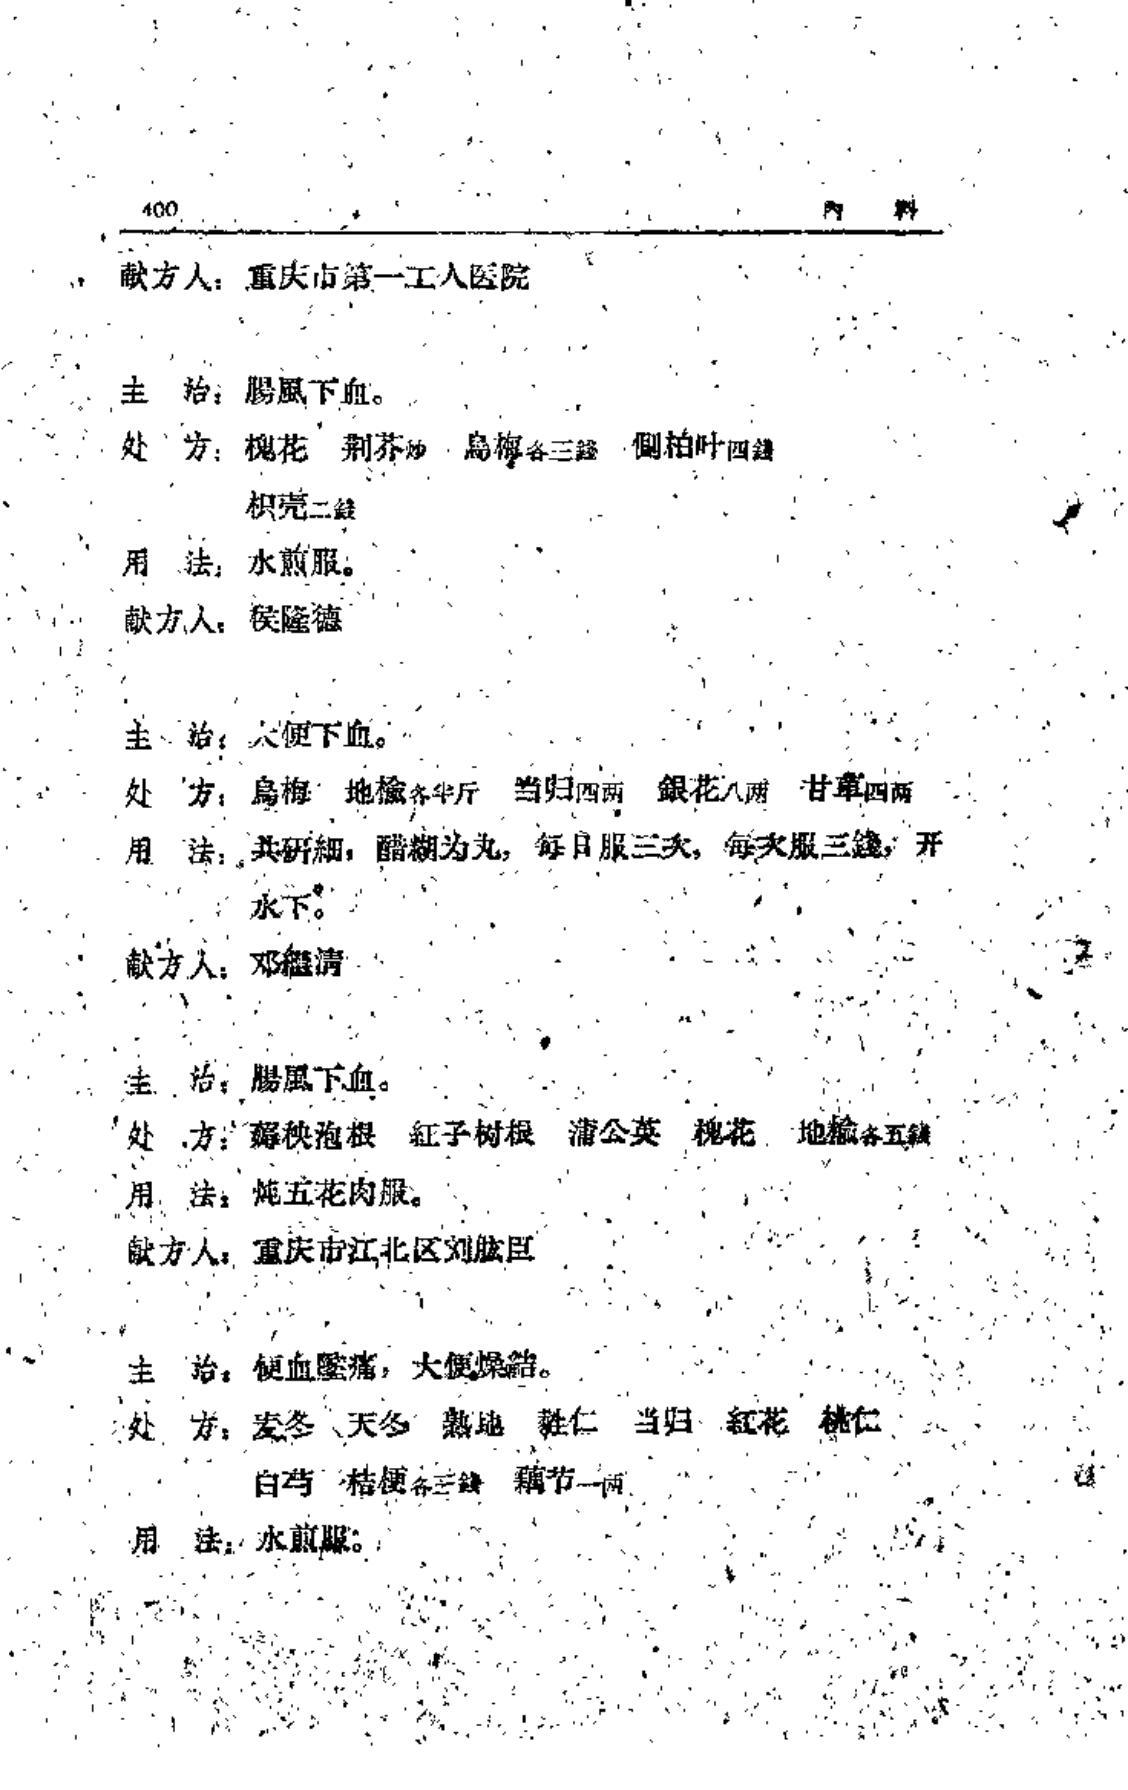 400 內 科
献方人：重庆市第一工人医院
主 治：腸風下血。
处 方：槐花 荆芥炒 烏梅各三錢 側柏叶四錢
枳壳二錢
用 法：水煎服。
献方人：侯隆德
主 治：大便下血。
处 方：烏梅 地榆各半斤 当归四两 銀花八两 甘草四两
用 法：共研細，醋糊为丸，每日服三次，每次服三錢，开
水下。
献方人：邓繼清
主 治：腸風下血。
处 方：薅秧泡根 紅子树根 蒲公英 槐花 地榆各五錢
用 法：炖五花肉服。
献方人：重庆市江北区刘肱臣
主 治：便血墜痛，大便燥結。
处 方：麦冬 天冬 熟地 蔴仁 当归 紅花 桃仁
白芍 桔梗各三錢 藕节一两
用 法：水煎服。